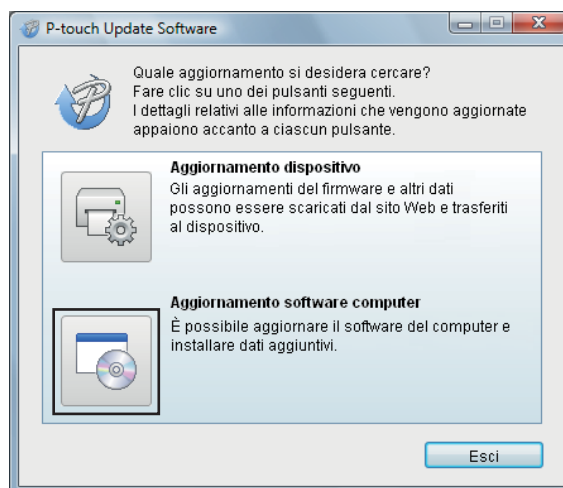 P-touch Update Software
Quale aggiornamento si desidera cercare?
Fare clic su uno dei pulsanti seguenti.
I dettagli relativi alle informazioni che vengono aggiornate
appaiono accanto a ciascun pulsante.
Aggiornamento dispositivo
Gli aggiornamenti del firmware e altri dati
possono essere scaricati dal sito Web e trasferiti
al dispositivo.
Aggiornamento software computer
È possibile aggiornare il software del computer e
installare dati aggiuntivi.
Esci